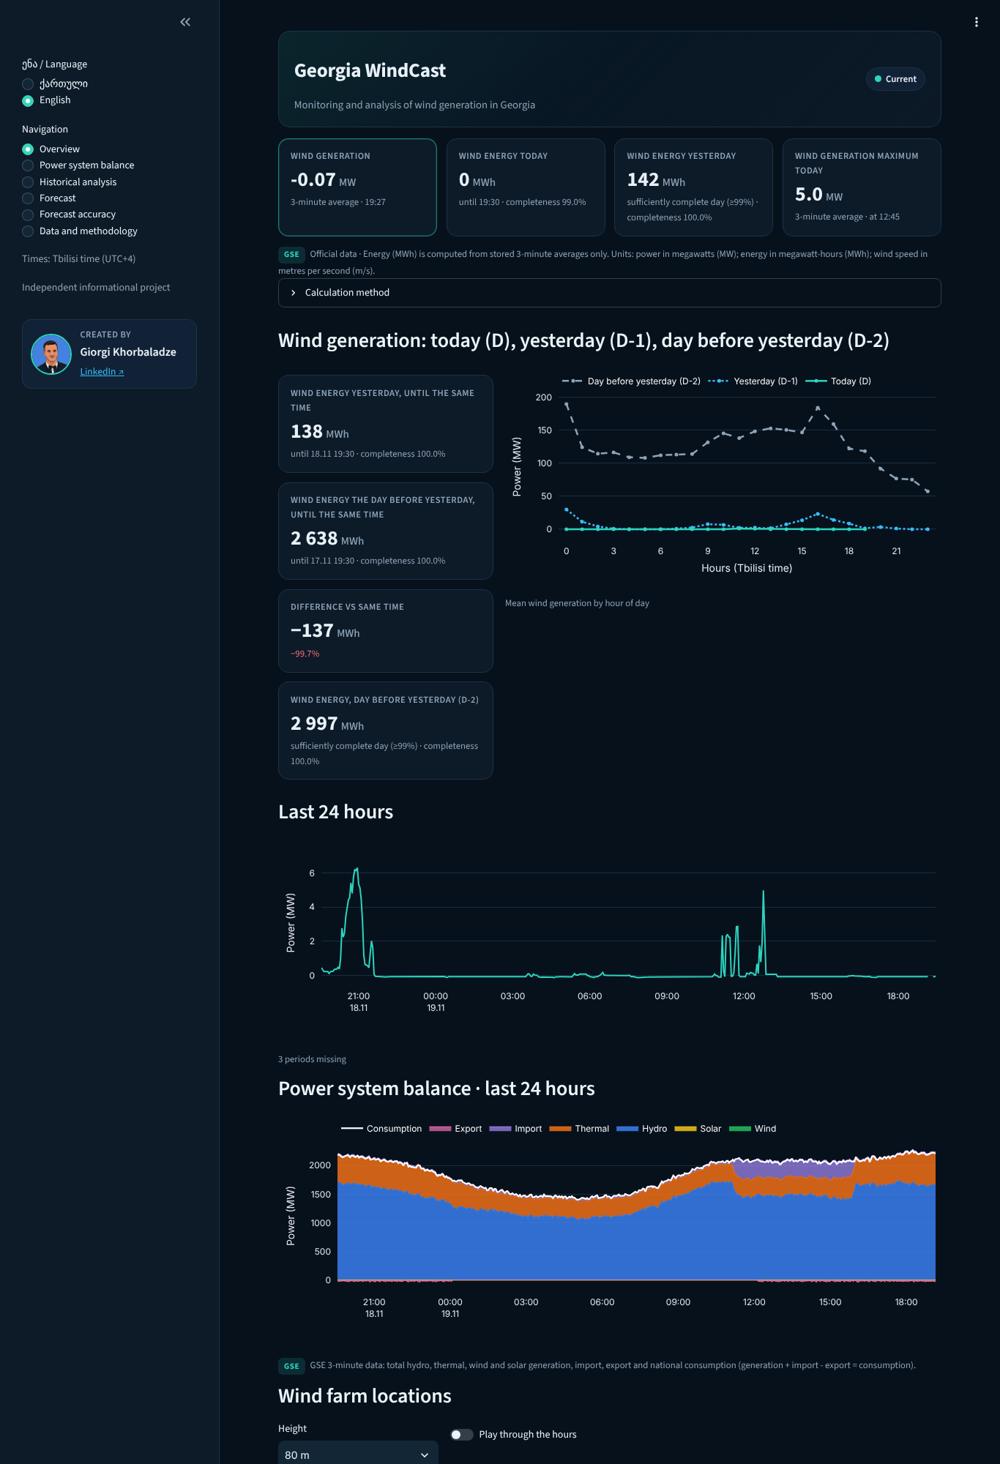 ენა / Language
ქართული
English
Navigation
Overview
Power system balance
Historical analysis
Forecast
Forecast accuracy
Data and methodology
Times: Tbilisi time (UTC+4)
Independent informational project
CREATED BY
Giorgi Khorbaladze
LinkedIn ↗
Georgia WindCast
Monitoring and analysis of wind generation in Georgia
Current
WIND GENERATION
-0.07 MW
3-minute average · 19:27
WIND ENERGY TODAY
0 MWh
until 19:30 · completeness 99.0%
WIND ENERGY YESTERDAY
142 MWh
sufficiently complete day (≥99%) ·
completeness 100.0%
WIND GENERATION MAXIMUM
TODAY
5.0 MW
3-minute average · at 12:45
GSE Official data · Energy (MWh) is computed from stored 3-minute averages only. Units: power in megawatts (MW); energy in megawatt-hours (MWh); wind speed in
metres per second (m/s).
Calculation method
Wind generation: today (D), yesterday (D-1), day before yesterday (D-2)
WIND ENERGY YESTERDAY, UNTIL THE SAME
TIME
138 MWh
until 18.11 19:30 · completeness 100.0%
WIND ENERGY THE DAY BEFORE YESTERDAY,
UNTIL THE SAME TIME
2 638 MWh
until 17.11 19:30 · completeness 100.0%
DIFFERENCE VS SAME TIME
−137 MWh
−99.7%
WIND ENERGY, DAY BEFORE YESTERDAY (D-2)
2 997 MWh
sufficiently complete day (≥99%) · completeness
100.0%
Day before yesterday (D-2) Yesterday (D-1) Today (D)
Power (MW)
200
150
100
50
0
0 3 6 9 12 15 18 21
Hours (Tbilisi time)
Mean wind generation by hour of day
Last 24 hours
Power (MW)
6
4
2
0
21:00 00:00 03:00 06:00 09:00 12:00 15:00 18:00
18.11 19.11
3 periods missing
Power system balance · last 24 hours
Consumption Export Import Thermal Hydro Solar Wind
Power (MW)
2000
1500
1000
500
0
21:00 00:00 03:00 06:00 09:00 12:00 15:00 18:00
18.11 19.11
GSE GSE 3-minute data: total hydro, thermal, wind and solar generation, import, export and national consumption (generation + import - export = consumption).
Wind farm locations
Height
80 m
Play through the hours